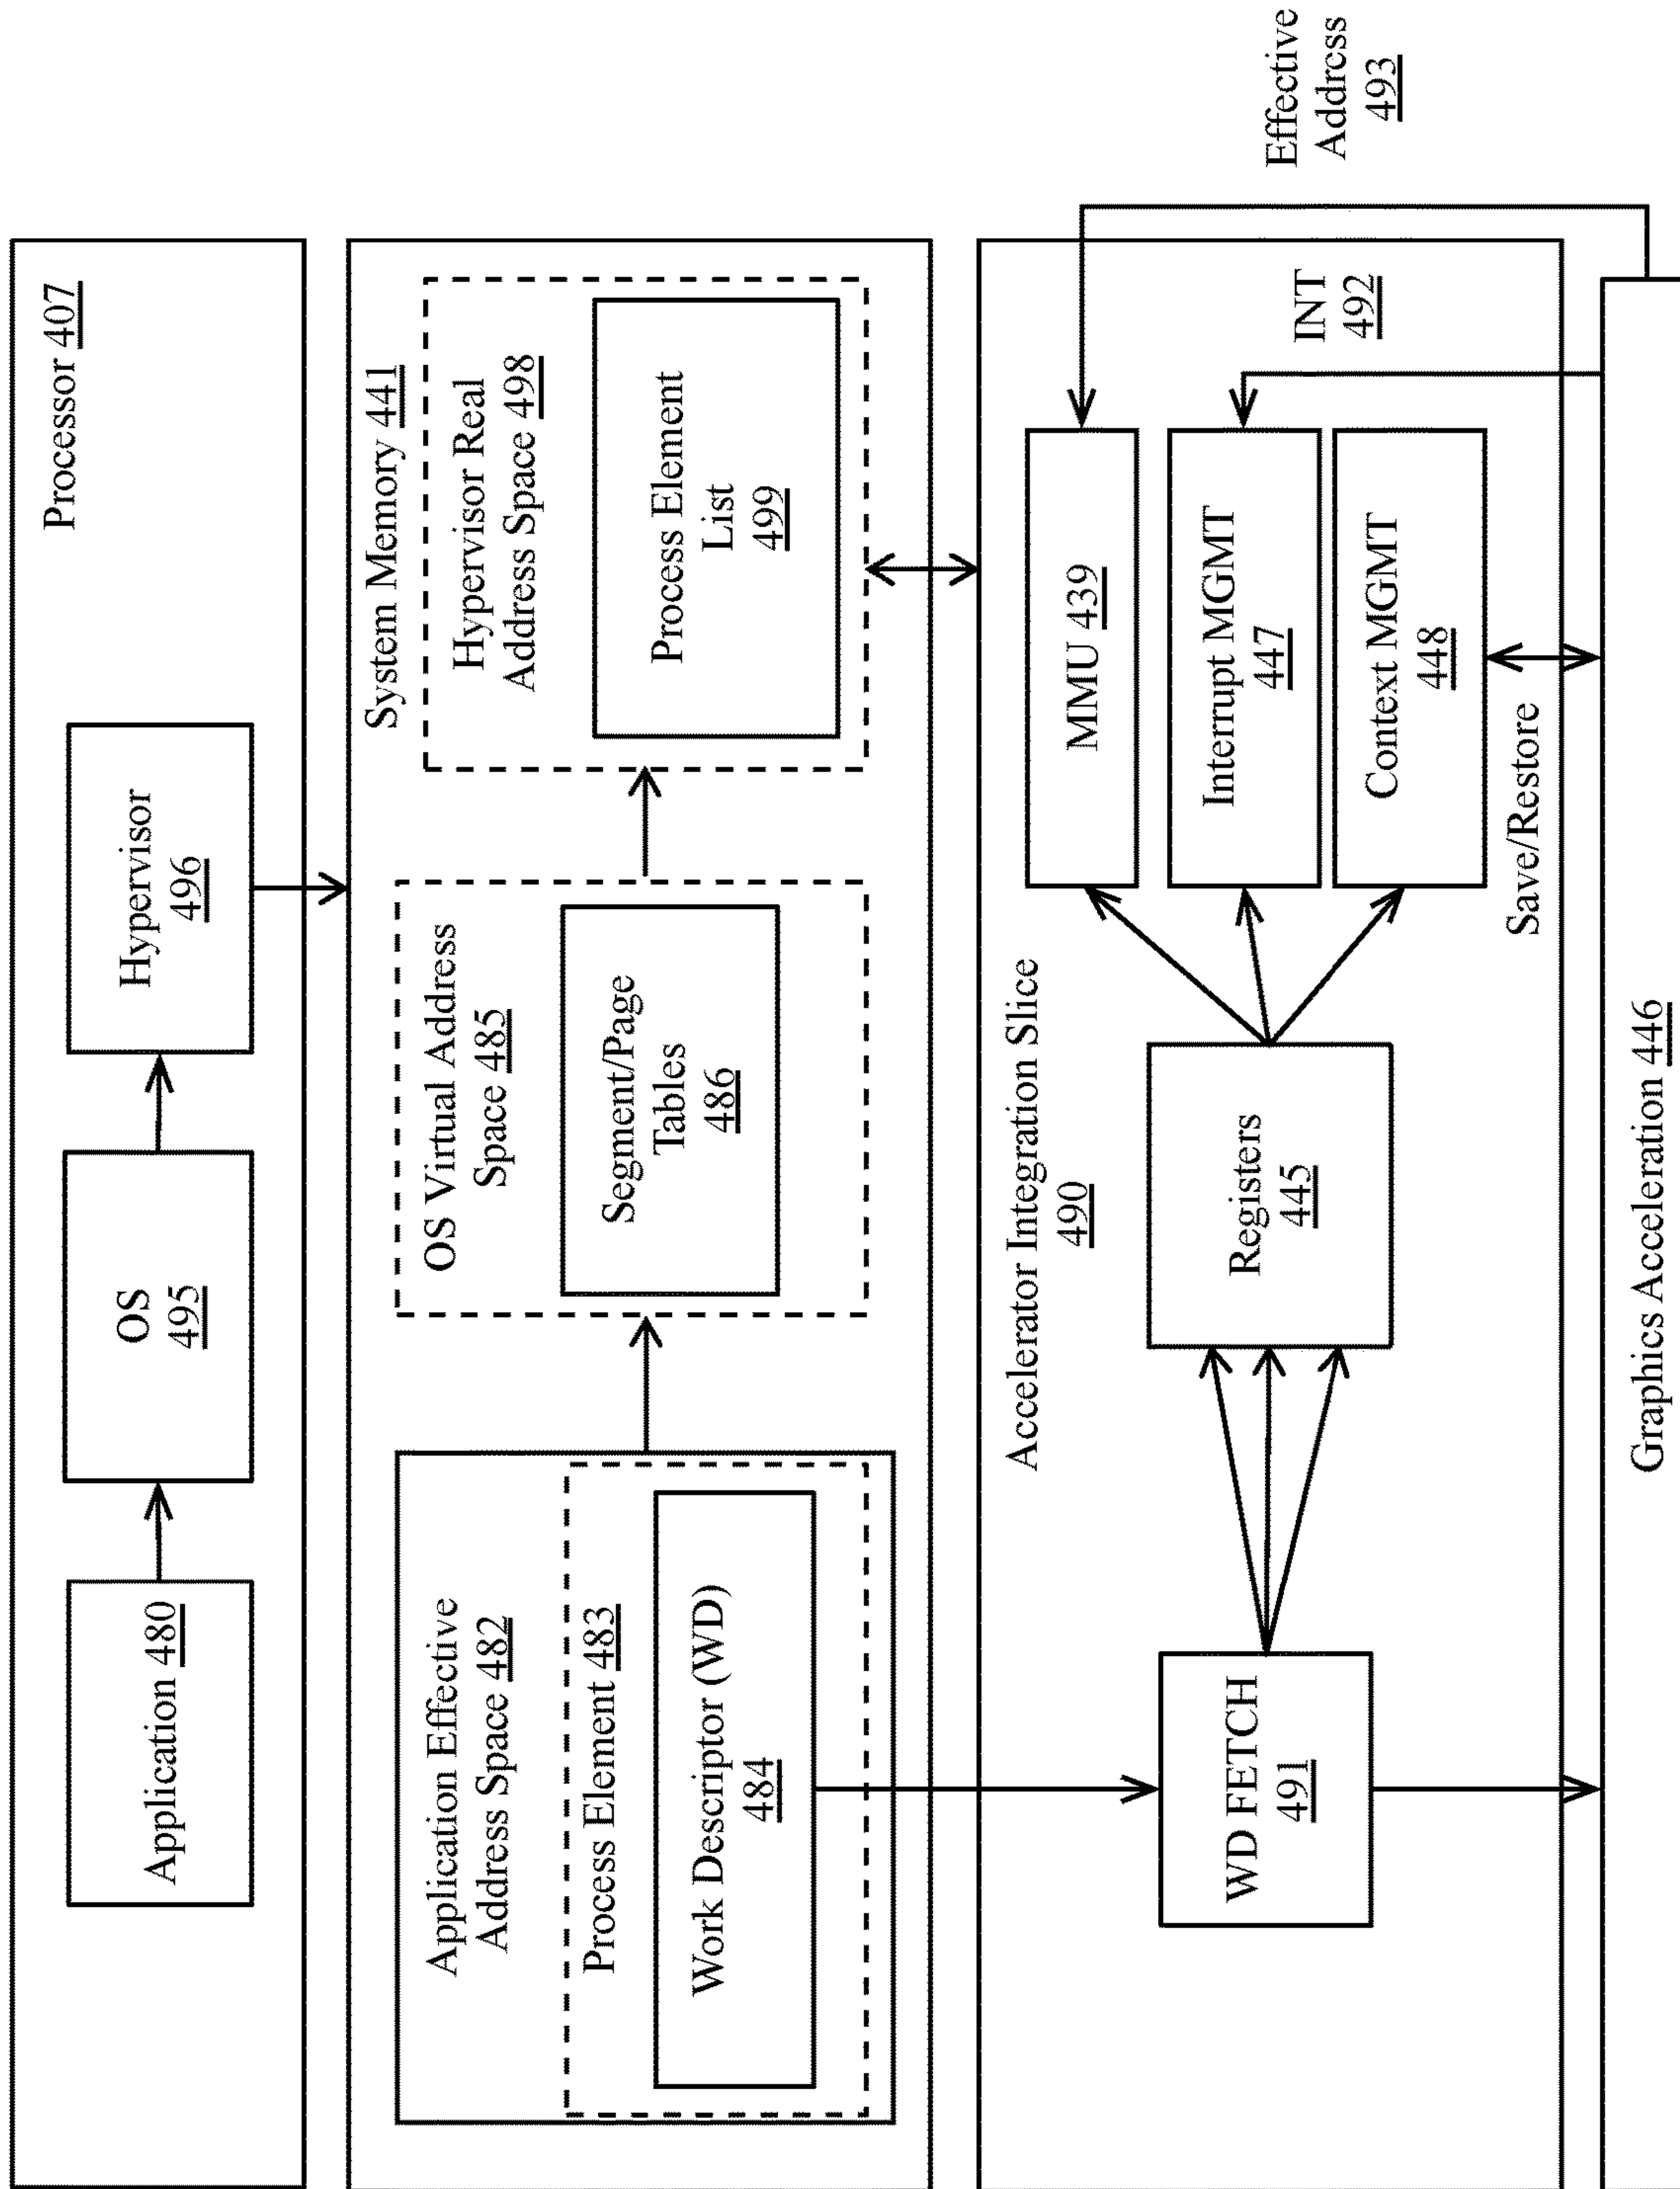 Processor 407
Application 480
OS
495
Hypervisor
496
System Memory 441
Application Effective
Address Space 482
Process Element 483
Work Descriptor (WD)
484
OS Virtual Address
Space 485
Segment/Page
Tables
486
Hypervisor Real
Address Space 498
Process Element
List
499
Accelerator Integration Slice
490
WD FETCH
491
Registers
445
MMU 439
Interrupt MGMT
447
Context MGMT
448
INT
492
Save/Restore
Effective
Address
493
Graphics Acceleration 446